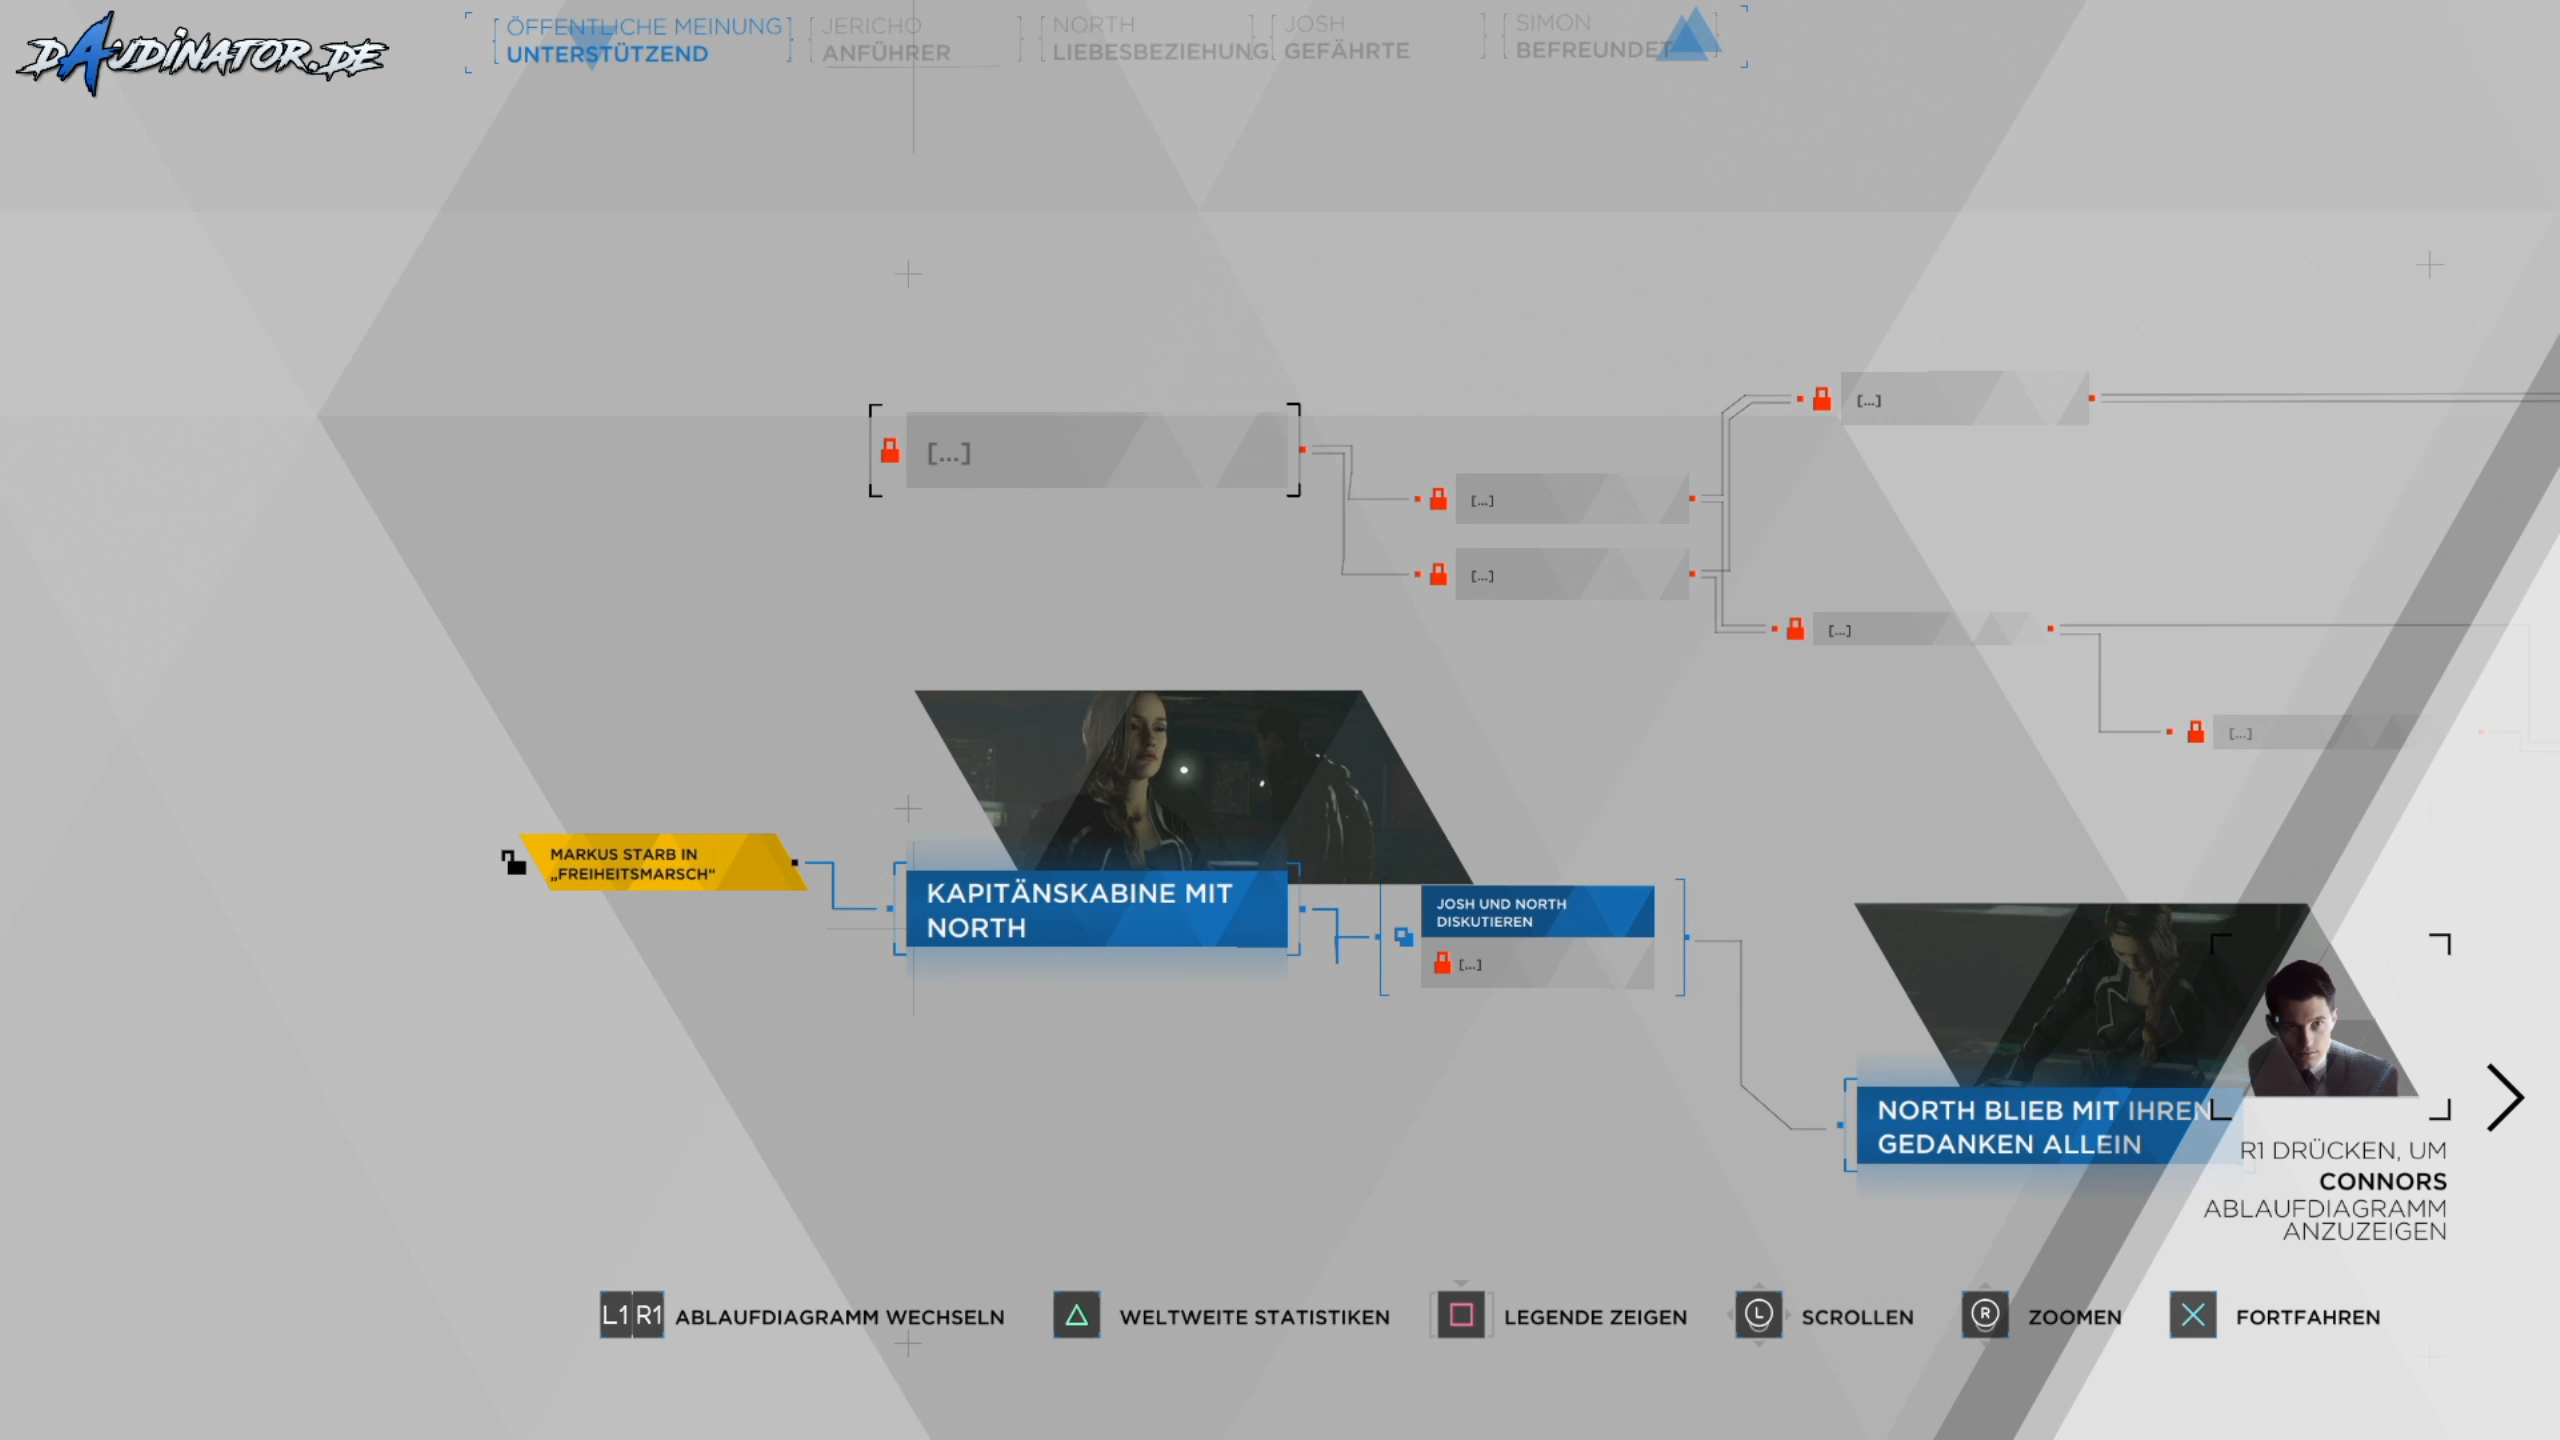 DAUDINATOR.DE
ÖFFENTLICHE MEINUNG
UNTERSTÜTZEND
JERICHO
ANFÜHRER
NORTH
LIEBESBEZIEHUNG
JOSH
GEFÄHRTE
SIMON
BEFREUNDET
[...]
[...]
[...]
[...]
[...]
[...]
MARKUS STARB IN
„FREIHEITSMARSCH“
KAPITÄNSKABINE MIT
NORTH
JOSH UND NORTH
DISKUTIEREN
[...]
NORTH BLIEB MIT IHREN
GEDANKEN ALLEIN
R1 DRÜCKEN, UM
CONNORS
ABLAUFDIAGRAMM
ANZUZEIGEN
L1 R1 ABLAUFDIAGRAMM WECHSELN
WELTWEITE STATISTIKEN
LEGENDE ZEIGEN
L SCROLLEN
R ZOOMEN
FORTFAHREN